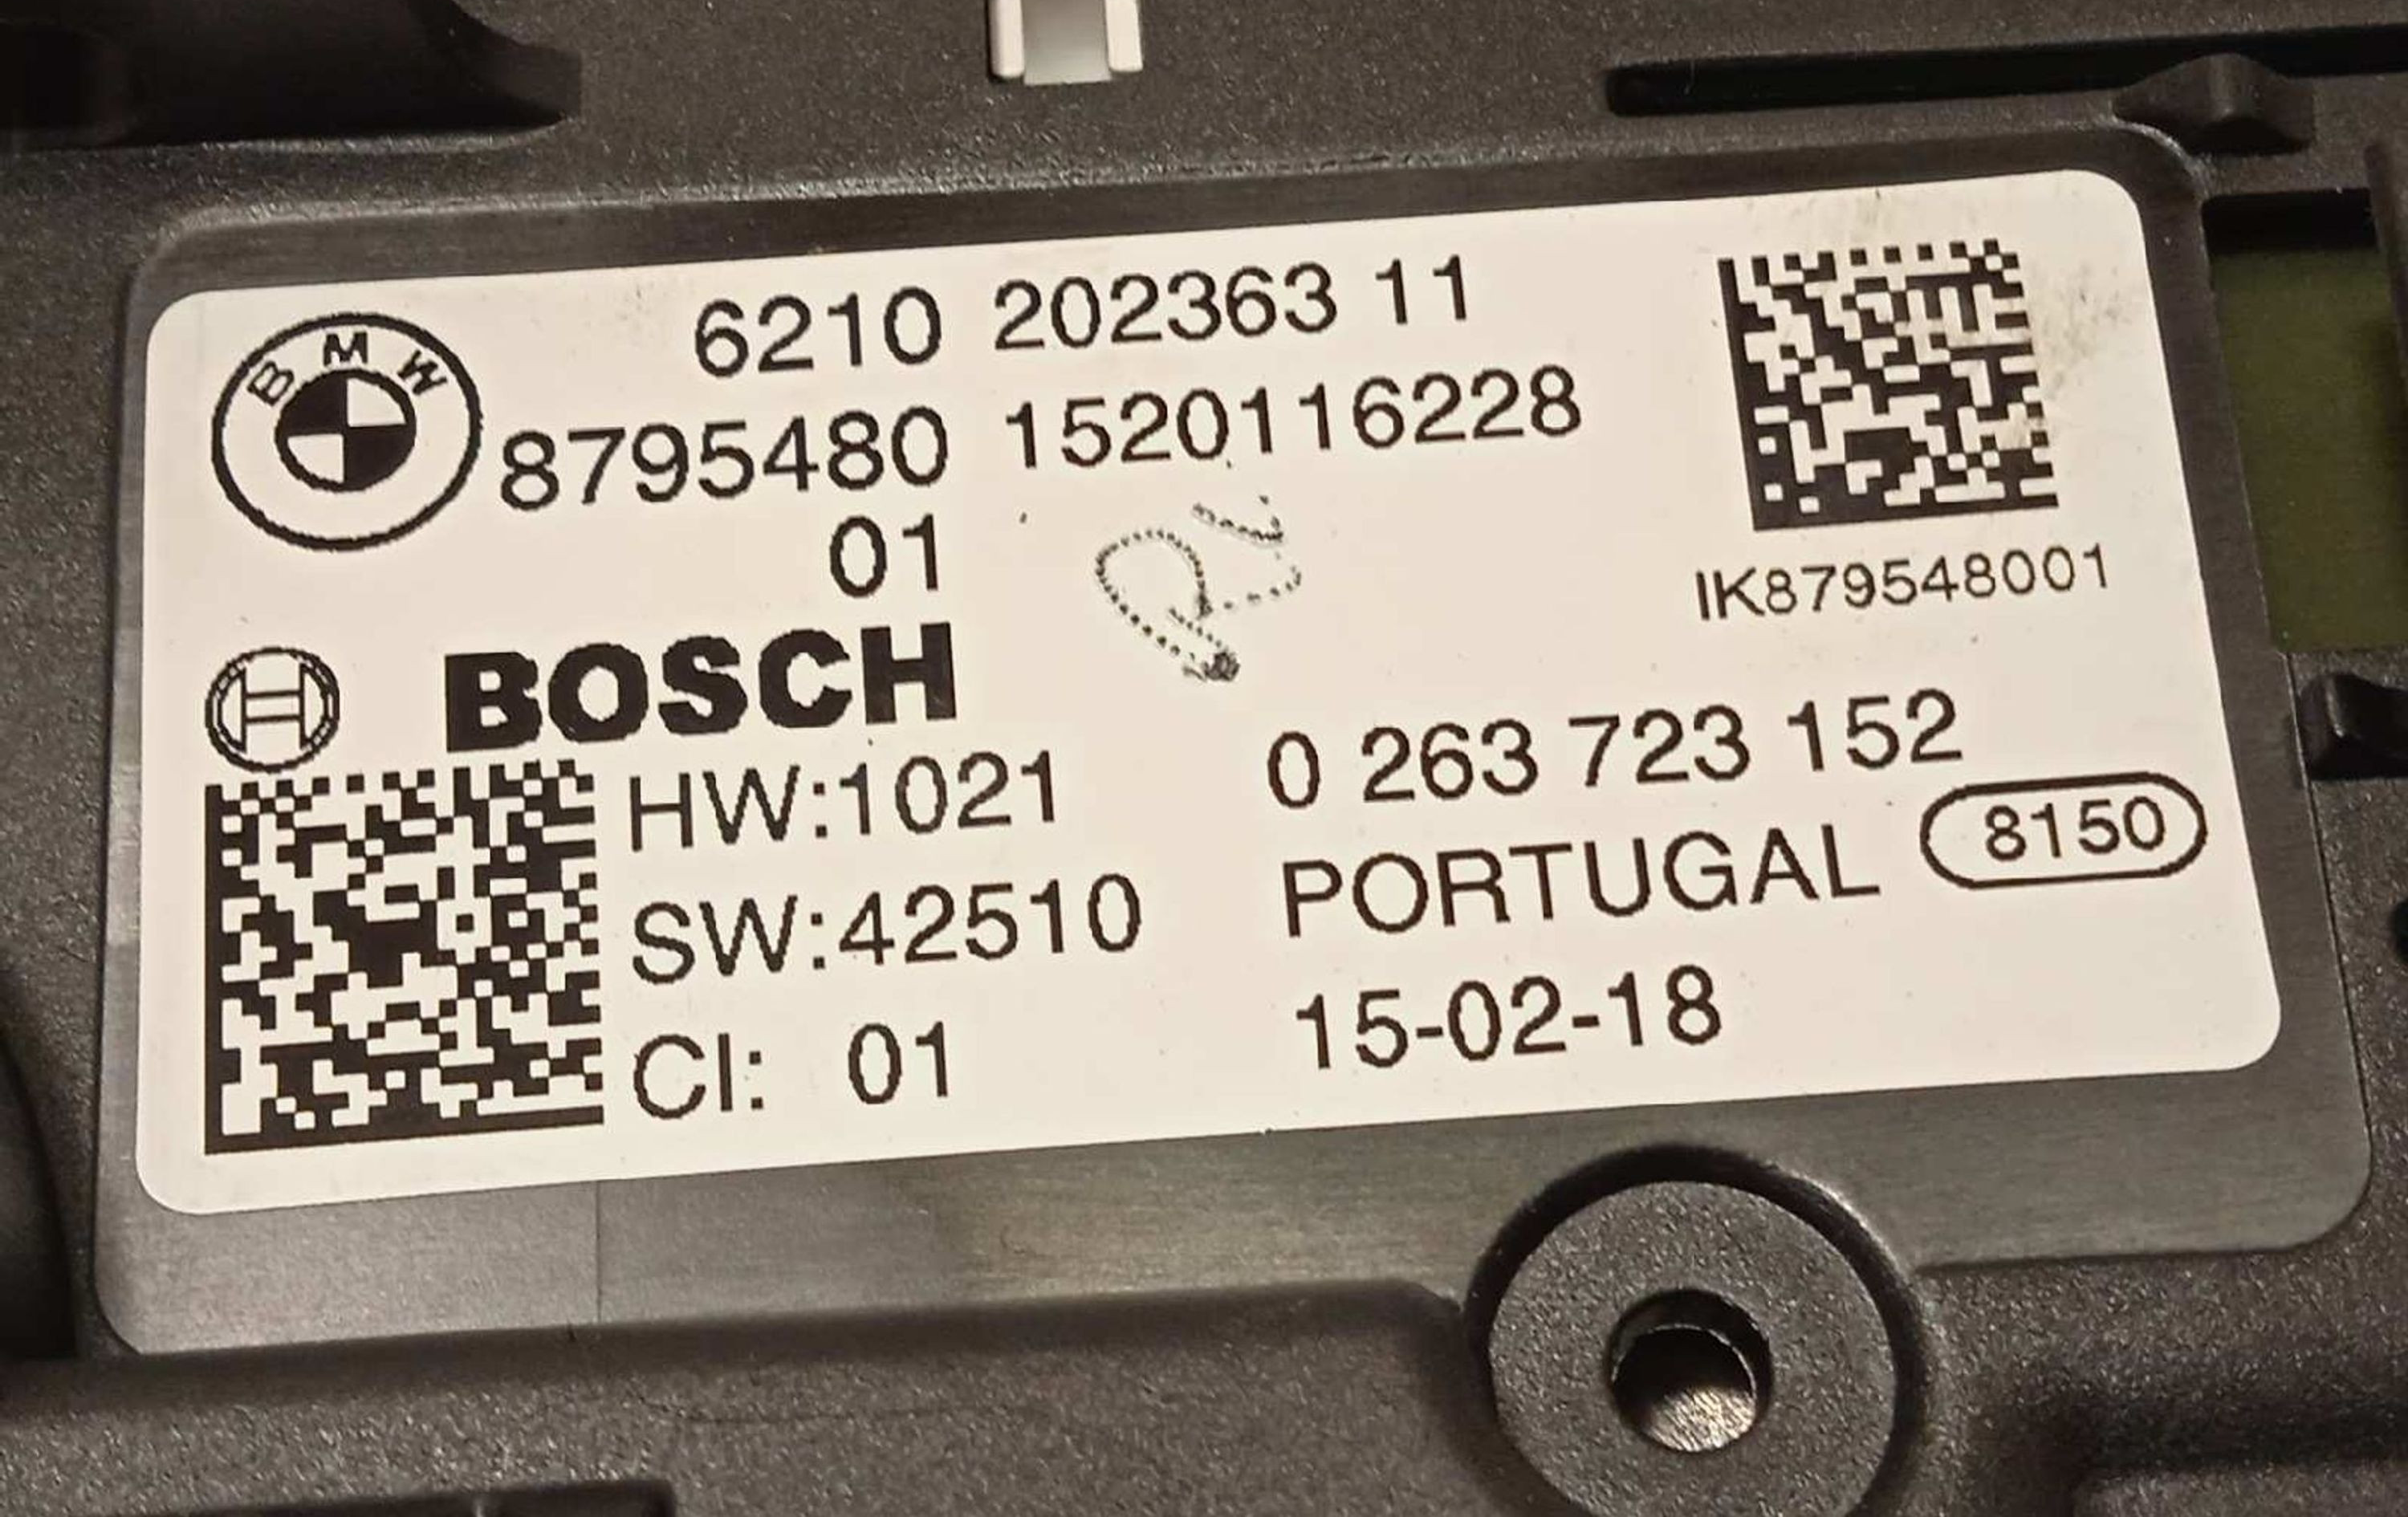 BMW
6210 202363 11
8795480 1520116228
01
IK879548001
BOSCH
HW:1021
0 263 723 152
SW:42510
PORTUGAL 8150
CI: 01
15-02-18